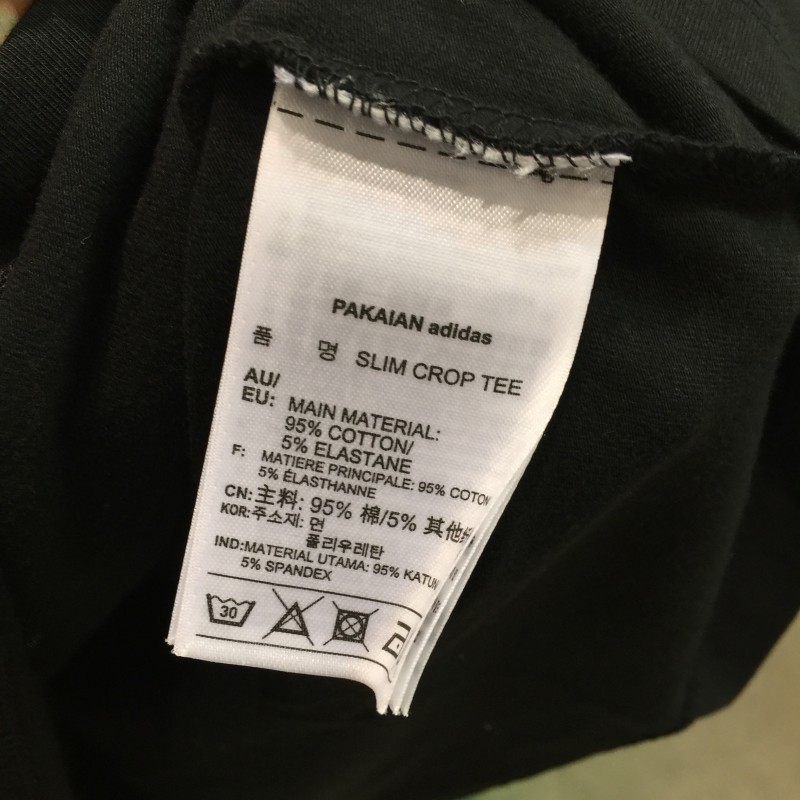 PAKAIAN adidas
품 명 SLIM CROP TEE
AU/
EU: MAIN MATERIAL:
95% COTTON/
5% ELASTANE
F: MATIERE PRINCIPALE: 95% COTON
5% ÉLASTHANNE
CN:主料: 95% 棉/5% 其他
KOR:주소재: 면
폴리우레탄
IND:MATERIAL UTAMA: 95% KATUN
5% SPANDEX
30